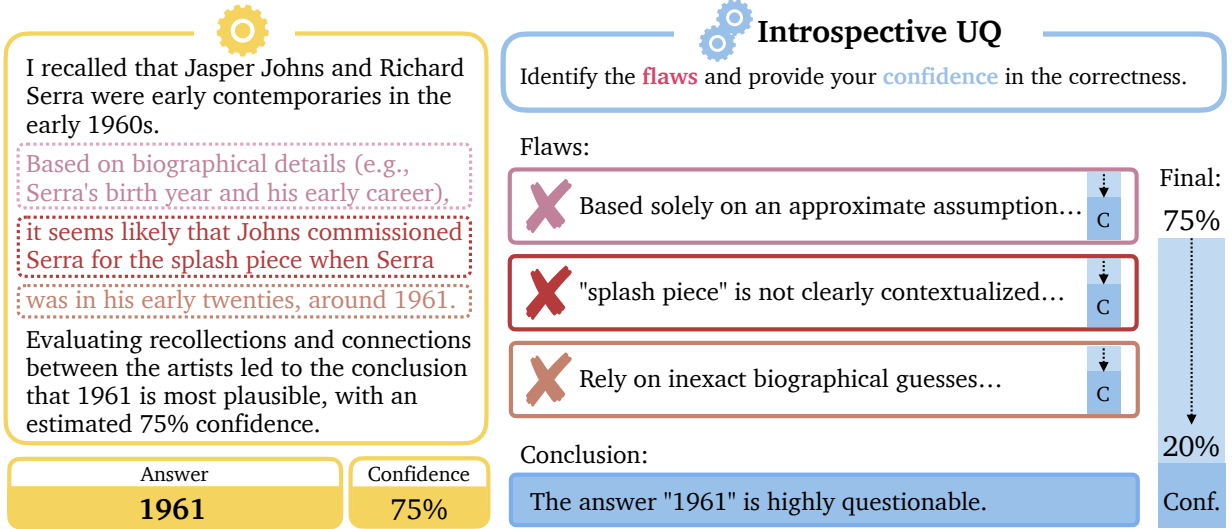 I recalled that Jasper Johns and Richard
Serra were early contemporaries in the
early 1960s.
Based on biographical details (e.g.,
Serra's birth year and his early career),
it seems likely that Johns commissioned
Serra for the splash piece when Serra
was in his early twenties, around 1961.
Evaluating recollections and connections
between the artists led to the conclusion
that 1961 is most plausible, with an
estimated 75% confidence.
Answer
1961
Confidence
75%
Introspective UQ
Identify the flaws and provide your confidence in the correctness.
Flaws:
Based solely on an approximate assumption...
C
"splash piece" is not clearly contextualized...
C
Rely on inexact biographical guesses...
C
Conclusion:
The answer "1961" is highly questionable.
Final:
75%
20%
Conf.